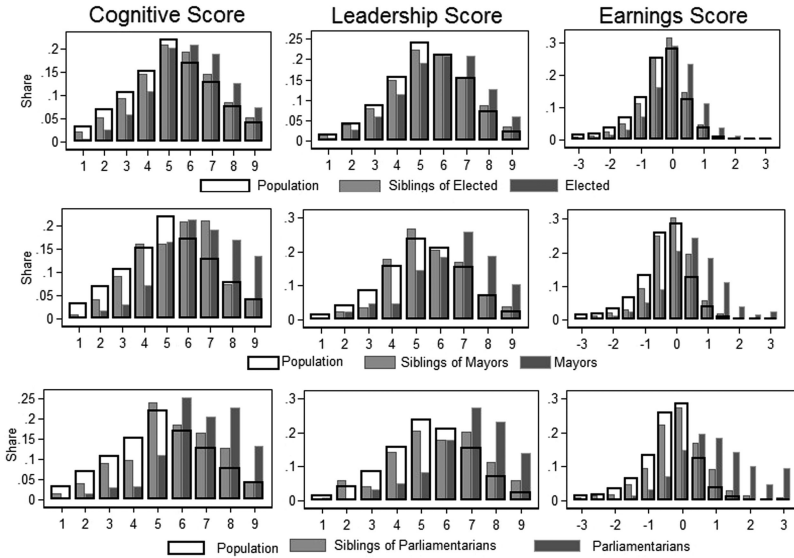 Cognitive Score Leadership Score Earnings Score
Share
.2
.15
.1
.05
0
1 2 3 4 5 6 7 8 9
.25
.2
.15
.1
.05
0
1 2 3 4 5 6 7 8 9
.3
.2
.1
0
-3 -2 -1 0 1 2 3
Population Siblings of Elected Elected
Share
.2
.15
.1
.05
0
1 2 3 4 5 6 7 8 9
.3
.2
.1
0
1 2 3 4 5 6 7 8 9
.3
.2
.1
0
-3 -2 -1 0 1 2 3
Population Siblings of Mayors Mayors
Share
.25
.2
.15
.1
.05
0
1 2 3 4 5 6 7 8 9
.3
.2
.1
0
1 2 3 4 5 6 7 8 9
.3
.2
.1
0
-3 -2 -1 0 1 2 3
Population Siblings of Parliamentarians Parliamentarians